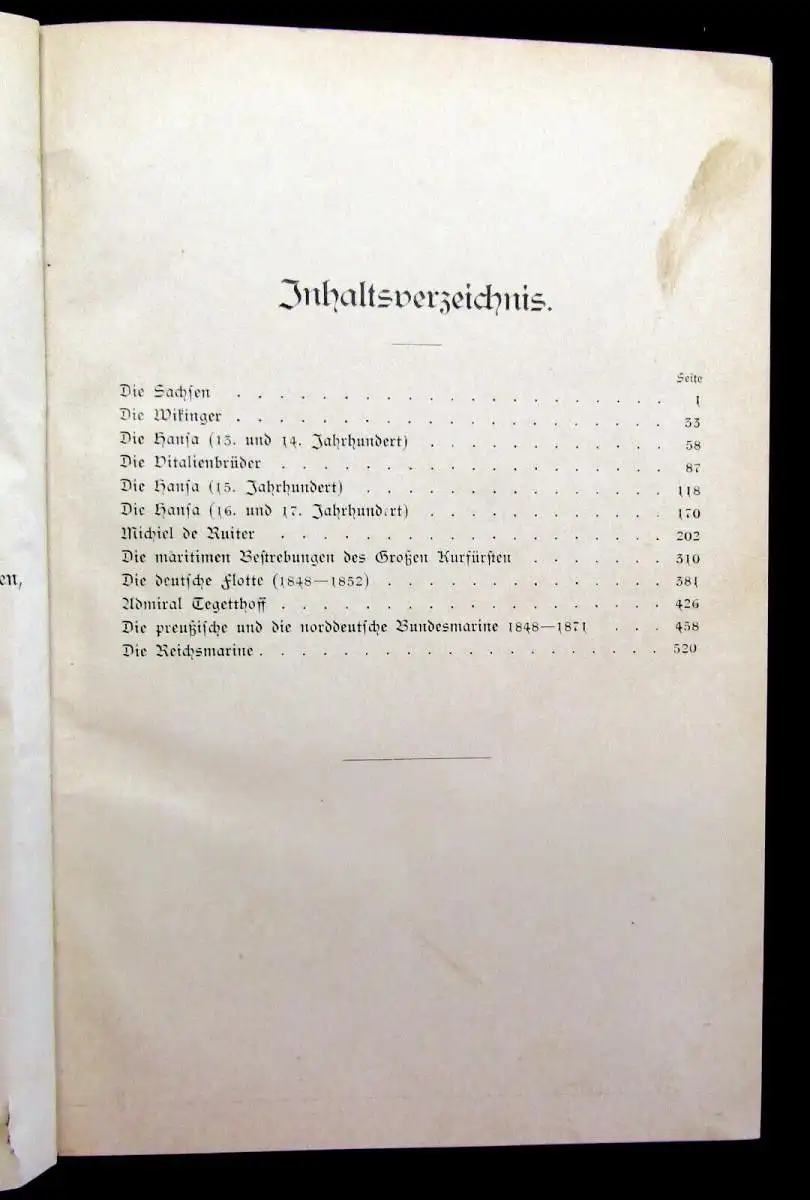 Inhaltsverzeichnis.
Seite
Die Sachsen . . . . . . . . . . . . . . . . . . . . 1
Die Wikinger . . . . . . . . . . . . . . . . . . . . 33
Die Hansa (13. und 14. Jahrhundert) . . . . . . . . . . . 58
Die Vitalienbrüder . . . . . . . . . . . . . . . . . . 87
Die Hansa (15. Jahrhundert) . . . . . . . . . . . . . . 118
Die Hansa (16. und 17. Jahrhundert) . . . . . . . . . . . 170
Michiel de Ruiter . . . . . . . . . . . . . . . . . . 202
Die maritimen Bestrebungen des Großen Kurfürsten . . . . . . 310
Die deutsche Flotte (1848—1852) . . . . . . . . . . . . . 381
Admiral Tegetthoff . . . . . . . . . . . . . . . . . . 426
Die preußische und die norddeutsche Bundesmarine 1848—1871 . . . 458
Die Reichsmarine . . . . . . . . . . . . . . . . . . . 520
en,